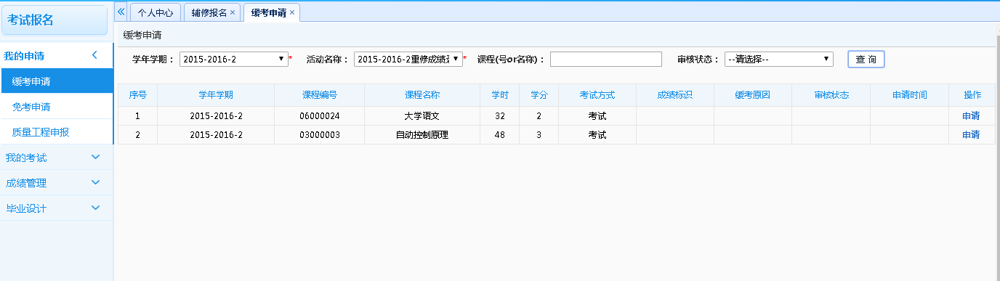 考试报名
我的申请
缓考申请
免考申请
质量工程申报
我的考试
成绩管理
毕业设计
个人中心 辅修报名 × 缓考申请 ×
缓考申请
学年学期： 2015-2016-2 * 活动名称： 2015-2016-2重修成绩 * 课程(号or名称)： 审核状态： --请选择-- 查 询
序号 学年学期 课程编号 课程名称 学时 学分 考试方式 成绩标识 缓考原因 审核状态 申请时间 操作
1 2015-2016-2 06000024 大学语文 32 2 考试 申请
2 2015-2016-2 03000003 自动控制原理 48 3 考试 申请